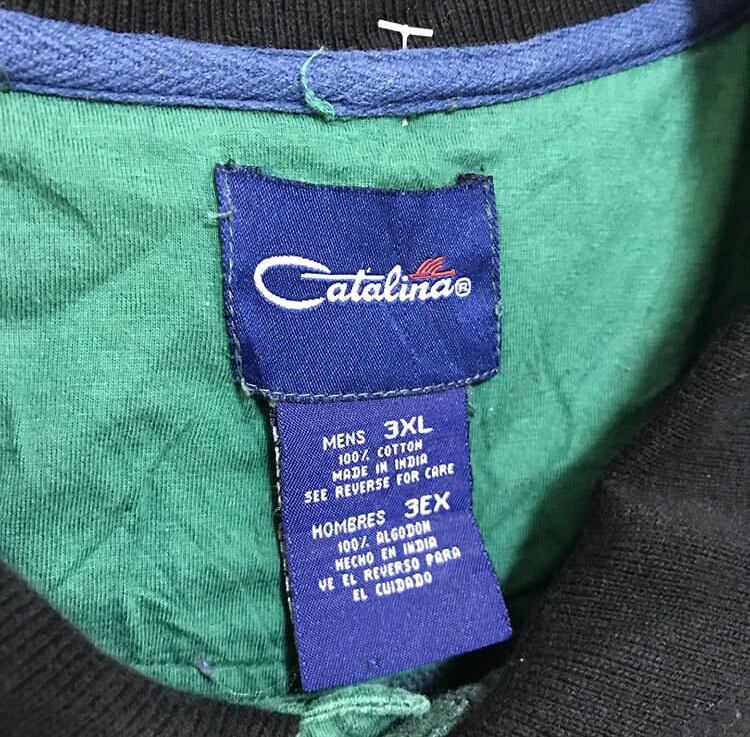 Catalina®
MENS 3XL
100% COTTON
MADE IN INDIA
SEE REVERSE FOR CARE
HOMBRES 3EX
100% ALGODON
HECHO EN INDIA
VE EL REVERSO PARA
EL CUIDADO